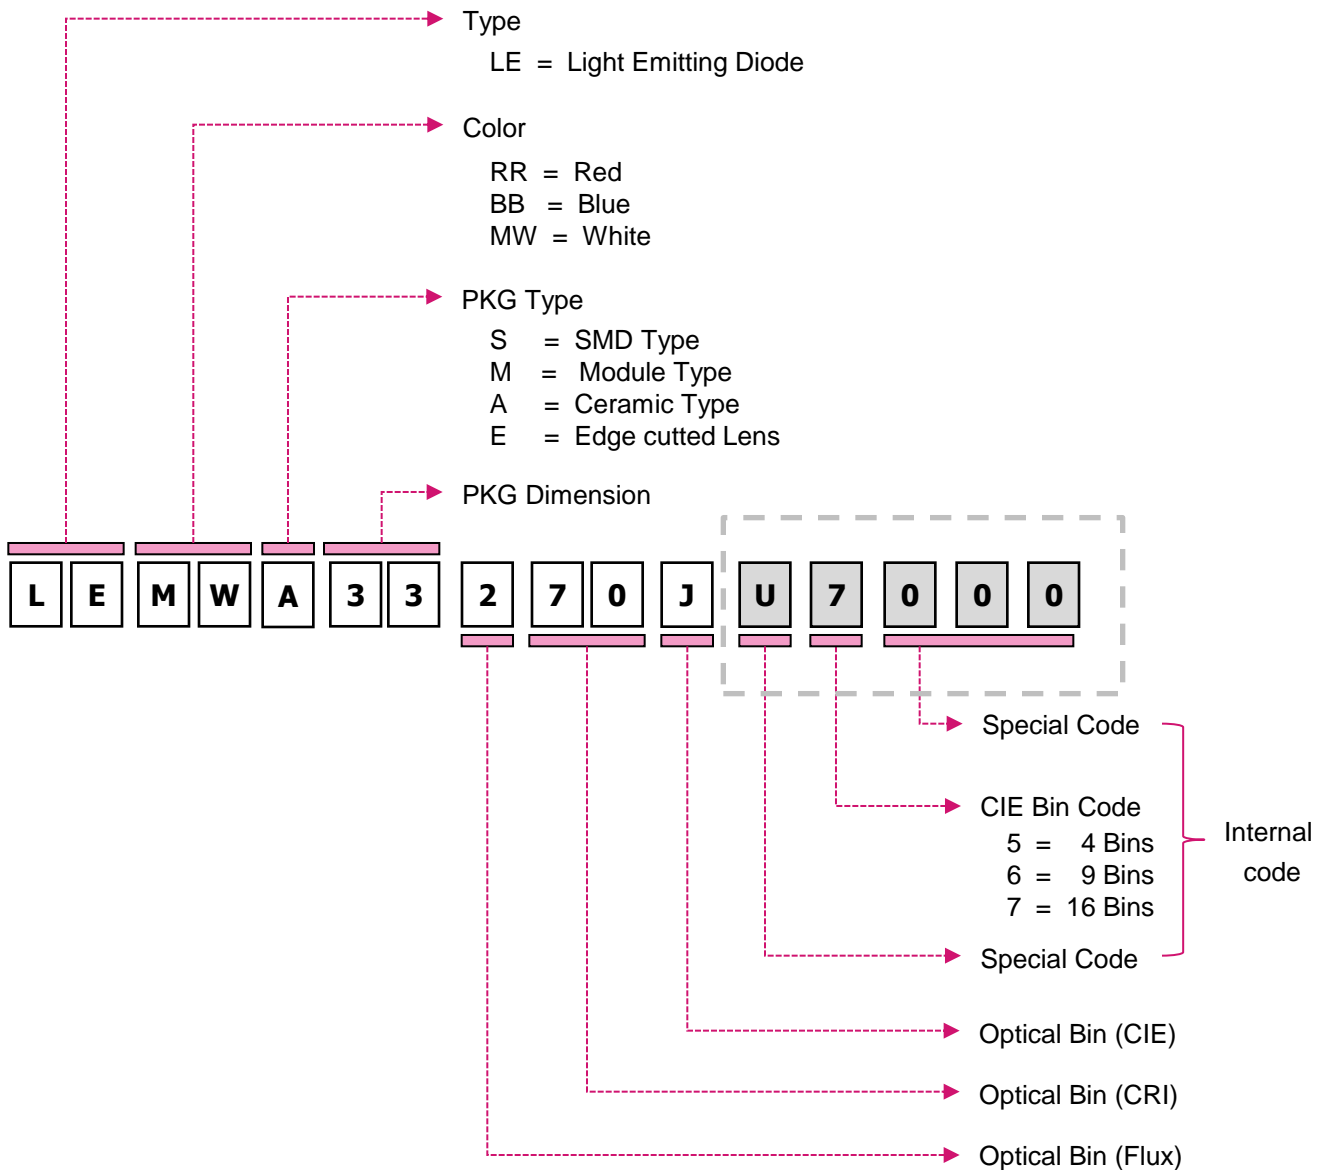 Type
LE = Light Emitting Diode
Color
RR = Red
BB = Blue
MW = White
PKG Type
S = SMD Type
M = Module Type
A = Ceramic Type
E = Edge cutted Lens
PKG Dimension
L E M W A 3 3 2 7 0 J U 7 0 0 0
Special Code
CIE Bin Code
5 = 4 Bins
6 = 9 Bins
7 = 16 Bins
Internal
code
Special Code
Optical Bin (CIE)
Optical Bin (CRI)
Optical Bin (Flux)